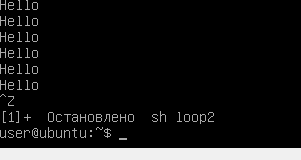 Hello
Hello
Hello
Hello
Hello
Hello
^Z
[1]+  Остановлено  sh loop2
user@ubuntu:~$ _